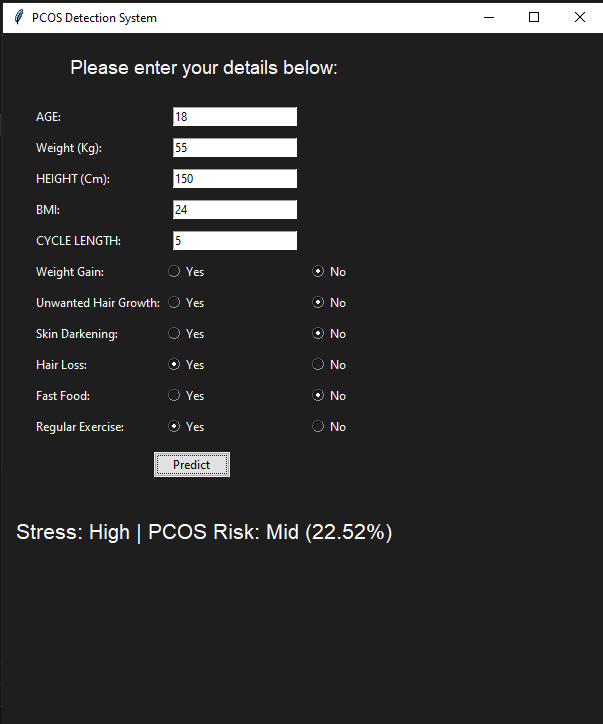 PCOS Detection System
Please enter your details below:
AGE: 18
Weight (Kg): 55
HEIGHT (Cm): 150
BMI: 24
CYCLE LENGTH: 5
Weight Gain: Yes No
Unwanted Hair Growth: Yes No
Skin Darkening: Yes No
Hair Loss: Yes No
Fast Food: Yes No
Regular Exercise: Yes No
Predict
Stress: High | PCOS Risk: Mid (22.52%)